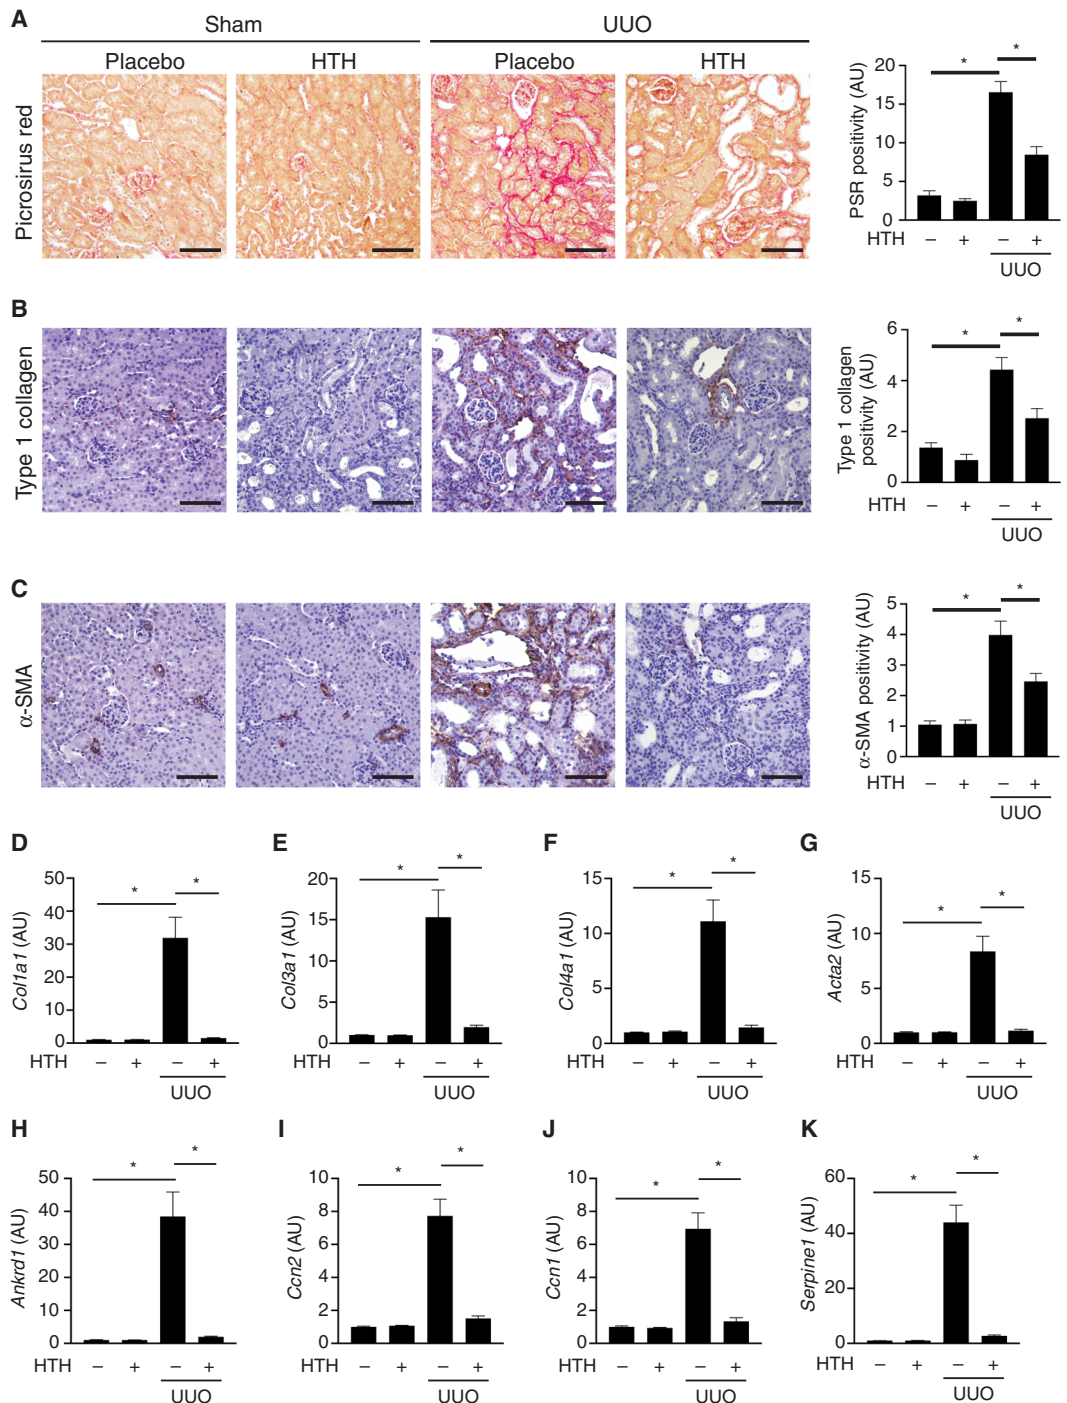 A
Sham
UUO
Placebo
HTH
Placebo
HTH
Picrosirus red
PSR positivity (AU)
20
15
10
5
0
*
*
HTH
– + – +
UUO
B
Type 1 collagen
Type 1 collagen
positivity (AU)
6
4
2
0
*
*
HTH
– + – +
UUO
C
α-SMA
α-SMA positivity (AU)
5
4
3
2
1
0
*
*
HTH
– + – +
UUO
D
Col1a1 (AU)
50
40
30
20
10
0
*
*
HTH
– + – +
UUO
E
Col3a1 (AU)
20
15
10
5
0
*
*
HTH
– + – +
UUO
F
Col4a1 (AU)
15
10
5
0
*
*
HTH
– + – +
UUO
G
Acta2 (AU)
15
10
5
0
*
*
HTH
– + – +
UUO
H
Ankrd1 (AU)
50
40
30
20
10
0
*
*
HTH
– + – +
UUO
I
Ccn2 (AU)
10
8
6
4
2
0
*
*
HTH
– + – +
UUO
J
Ccn1 (AU)
10
8
6
4
2
0
*
*
HTH
– + – +
UUO
K
Serpine1 (AU)
60
40
20
0
*
*
HTH
– + – +
UUO